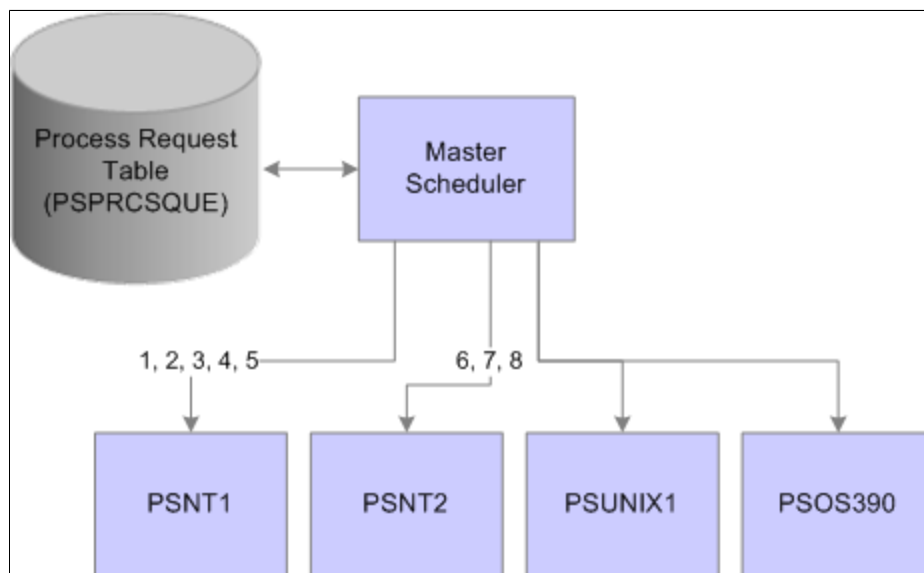 Process Request
Table
(PSPRCSQUE)
Master
Scheduler
1, 2, 3, 4, 5
6, 7, 8
PSNT1
PSNT2
PSUNIX1
PSOS390